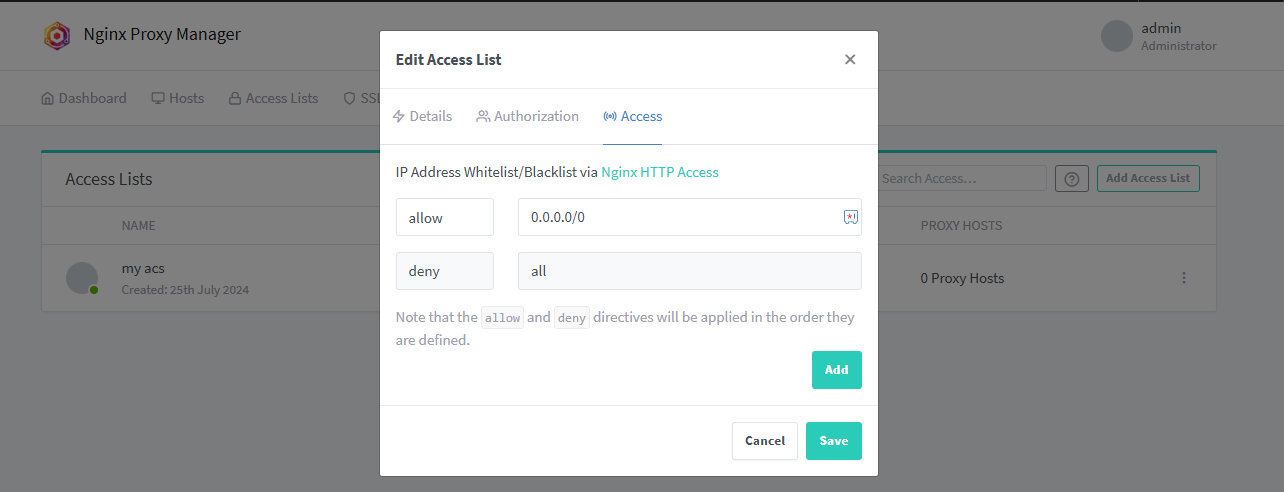 Nginx Proxy Manager
admin
Administrator
Edit Access List
Dashboard
Hosts
Access Lists
SSL
Details
Authorization
Access
IP Address Whitelist/Blacklist via Nginx HTTP Access
allow
0.0.0.0/0
deny
all
Note that the allow and deny directives will be applied in the order they
are defined.
Add
Cancel
Save
Access Lists
Search Access...
Add Access List
NAME
PROXY HOSTS
my acs
Created: 25th July 2024
0 Proxy Hosts